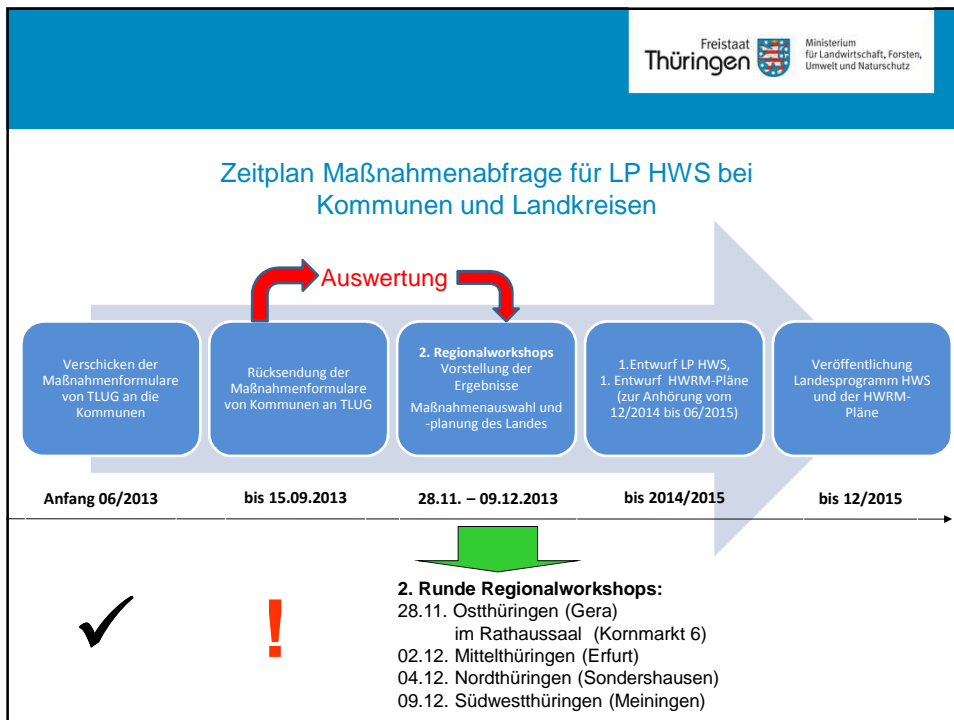 Freistaat
Thüringen
Ministerium
für Landwirtschaft, Forsten,
Umwelt und Naturschutz
Zeitplan Maßnahmenabfrage für LP HWS bei
Kommunen und Landkreisen
Auswertung
Verschicken der
Maßnahmenformulare
von TLUG an die
Kommunen
Rücksendung der
Maßnahmenformulare
von Kommunen an TLUG
2. Regionalworkshops
Vorstellung der
Ergebnisse
Maßnahmenauswahl und
-planung des Landes
1.Entwurf LP HWS,
1. Entwurf HWRM-Pläne
(zur Anhörung vom
12/2014 bis 06/2015)
Veröffentlichung
Landesprogramm HWS
und der HWRM-
Pläne
Anfang 06/2013
bis 15.09.2013
28.11. – 09.12.2013
bis 2014/2015
bis 12/2015
!
2. Runde Regionalworkshops:
28.11. Ostthüringen (Gera)
im Rathaussaal (Kornmarkt 6)
02.12. Mittelthüringen (Erfurt)
04.12. Nordthüringen (Sondershausen)
09.12. Südwestthüringen (Meiningen)